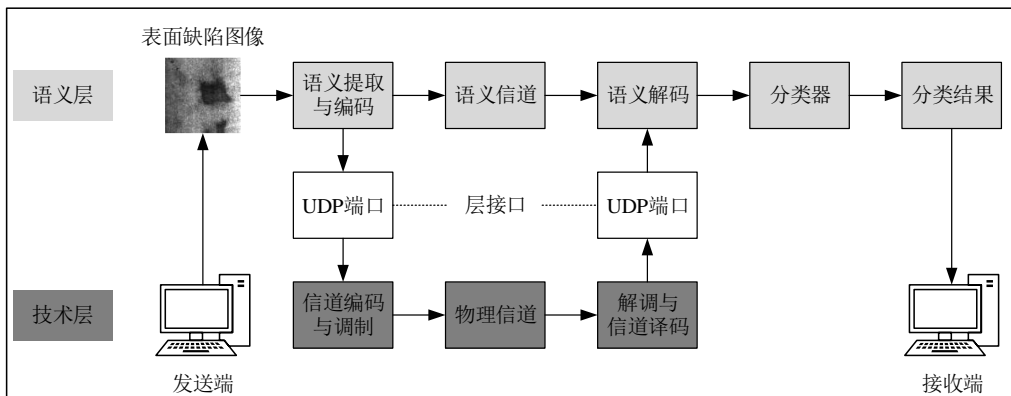 表面缺陷图像
语义层
语义提取
与编码
语义信道
语义解码
分类器
分类结果
UDP端口
层接口
UDP端口
技术层
信道编码
与调制
物理信道
解调与
信道译码
发送端
接收端